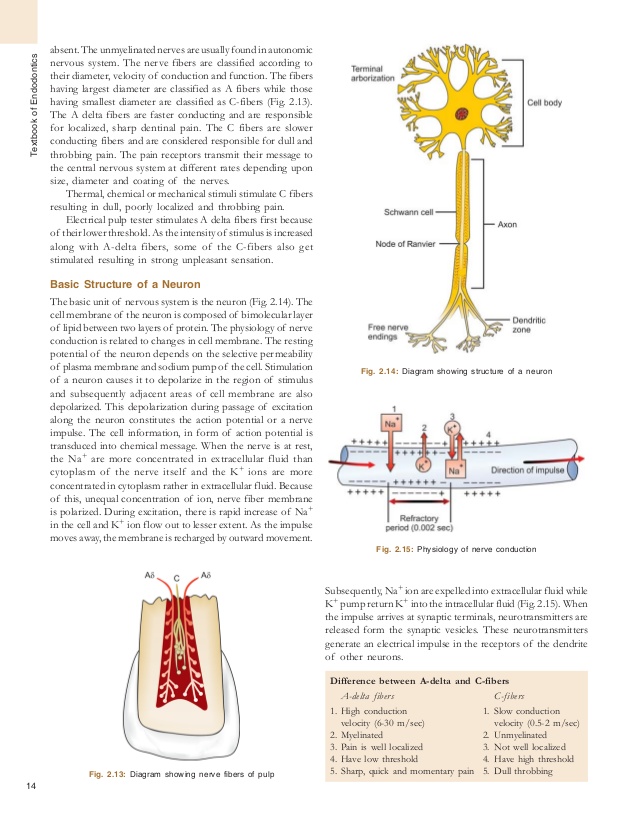 Textbook of Endodontics
absent. The unmyelinated nerves are usually found in autonomic
nervous system. The nerve fibers are classified according to
their diameter, velocity of conduction and function. The fibers
having largest diameter are classified as A fibers while those
having smallest diameter are classified as C-fibers (Fig. 2.13).
The A delta fibers are faster conducting and are responsible
for localized, sharp dentinal pain. The C fibers are slower
conducting fibers and are considered responsible for dull and
throbbing pain. The pain receptors transmit their message to
the central nervous system at different rates depending upon
size, diameter and coating of the nerves.
Thermal, chemical or mechanical stimuli stimulate C fibers
resulting in dull, poorly localized and throbbing pain.
Electrical pulp tester stimulates A delta fibers first because
of their lower threshold. As the intensity of stimulus is increased
along with A-delta fibers, some of the C-fibers also get
stimulated resulting in strong unpleasant sensation.
Basic Structure of a Neuron
The basic unit of nervous system is the neuron (Fig. 2.14). The
cell membrane of the neuron is composed of bimolecular layer
of lipid between two layers of protein. The physiology of nerve
conduction is related to changes in cell membrane. The resting
potential of the neuron depends on the selective permeability
of plasma membrane and sodium pump of the cell. Stimulation
of a neuron causes it to depolarize in the region of stimulus
and subsequently adjacent areas of cell membrane are also
depolarized. This depolarization during passage of excitation
along the neuron constitutes the action potential or a nerve
impulse. The cell information, in form of action potential is
transduced into chemical message. When the nerve is at rest,
the Na+ are more concentrated in extracellular fluid than
cytoplasm of the nerve itself and the K+ ions are more
concentrated in cytoplasm rather in extracellular fluid. Because
of this, unequal concentration of ion, nerve fiber membrane
is polarized. During excitation, there is rapid increase of Na+
in the cell and K+ ion flow out to lesser extent. As the impulse
moves away, the membrane is recharged by outward movement.
Aδ C Aδ
Fig. 2.13: Diagram showing nerve fibers of pulp
14
Terminal
arborization
Cell body
Schwann cell
Axon
Node of Ranvier
Dendritic
zone
Free nerve
endings
Fig. 2.14: Diagram showing structure of a neuron
1
2
3
4
Na+
K+
K+
Na+
+++++
Direction of impulse
Refractory
period (0.002 sec)
Fig. 2.15: Physiology of nerve conduction
Subsequently, Na+ ion are expelled into extracellular fluid while
K+ pump return K+ into the intracellular fluid (Fig. 2.15). When
the impulse arrives at synaptic terminals, neurotransmitters are
released form the synaptic vesicles. These neurotransmitters
generate an electrical impulse in the receptors of the dendrite
of other neurons.
Difference between A-delta and C-fibers
A-delta fibers C-fibers
1. High conduction 1. Slow conduction
velocity (6-30 m/sec) velocity (0.5-2 m/sec)
2. Myelinated 2. Unmyelinated
3. Pain is well localized 3. Not well localized
4. Have low threshold 4. Have high threshold
5. Sharp, quick and momentary pain 5. Dull throbbing